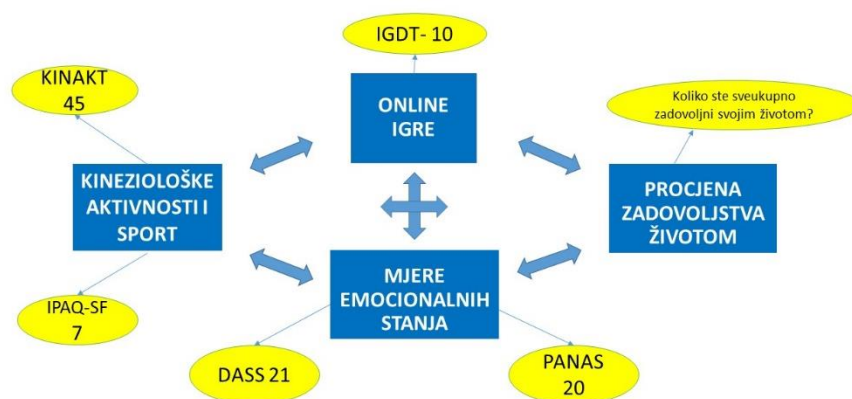 IGDT- 10
KINAKT
45
ONLINE
IGRE
Koliko ste sveukupno
zadovoljni svojim životom?
KINEZIOLOŠKE
AKTIVNOSTI I
SPORT
PROCJENA
ZADOVOLJSTVA
ŽIVOTOM
MJERE
EMOCIONALNIH
STANJA
IPAQ-SF
7
DASS 21
PANAS
20